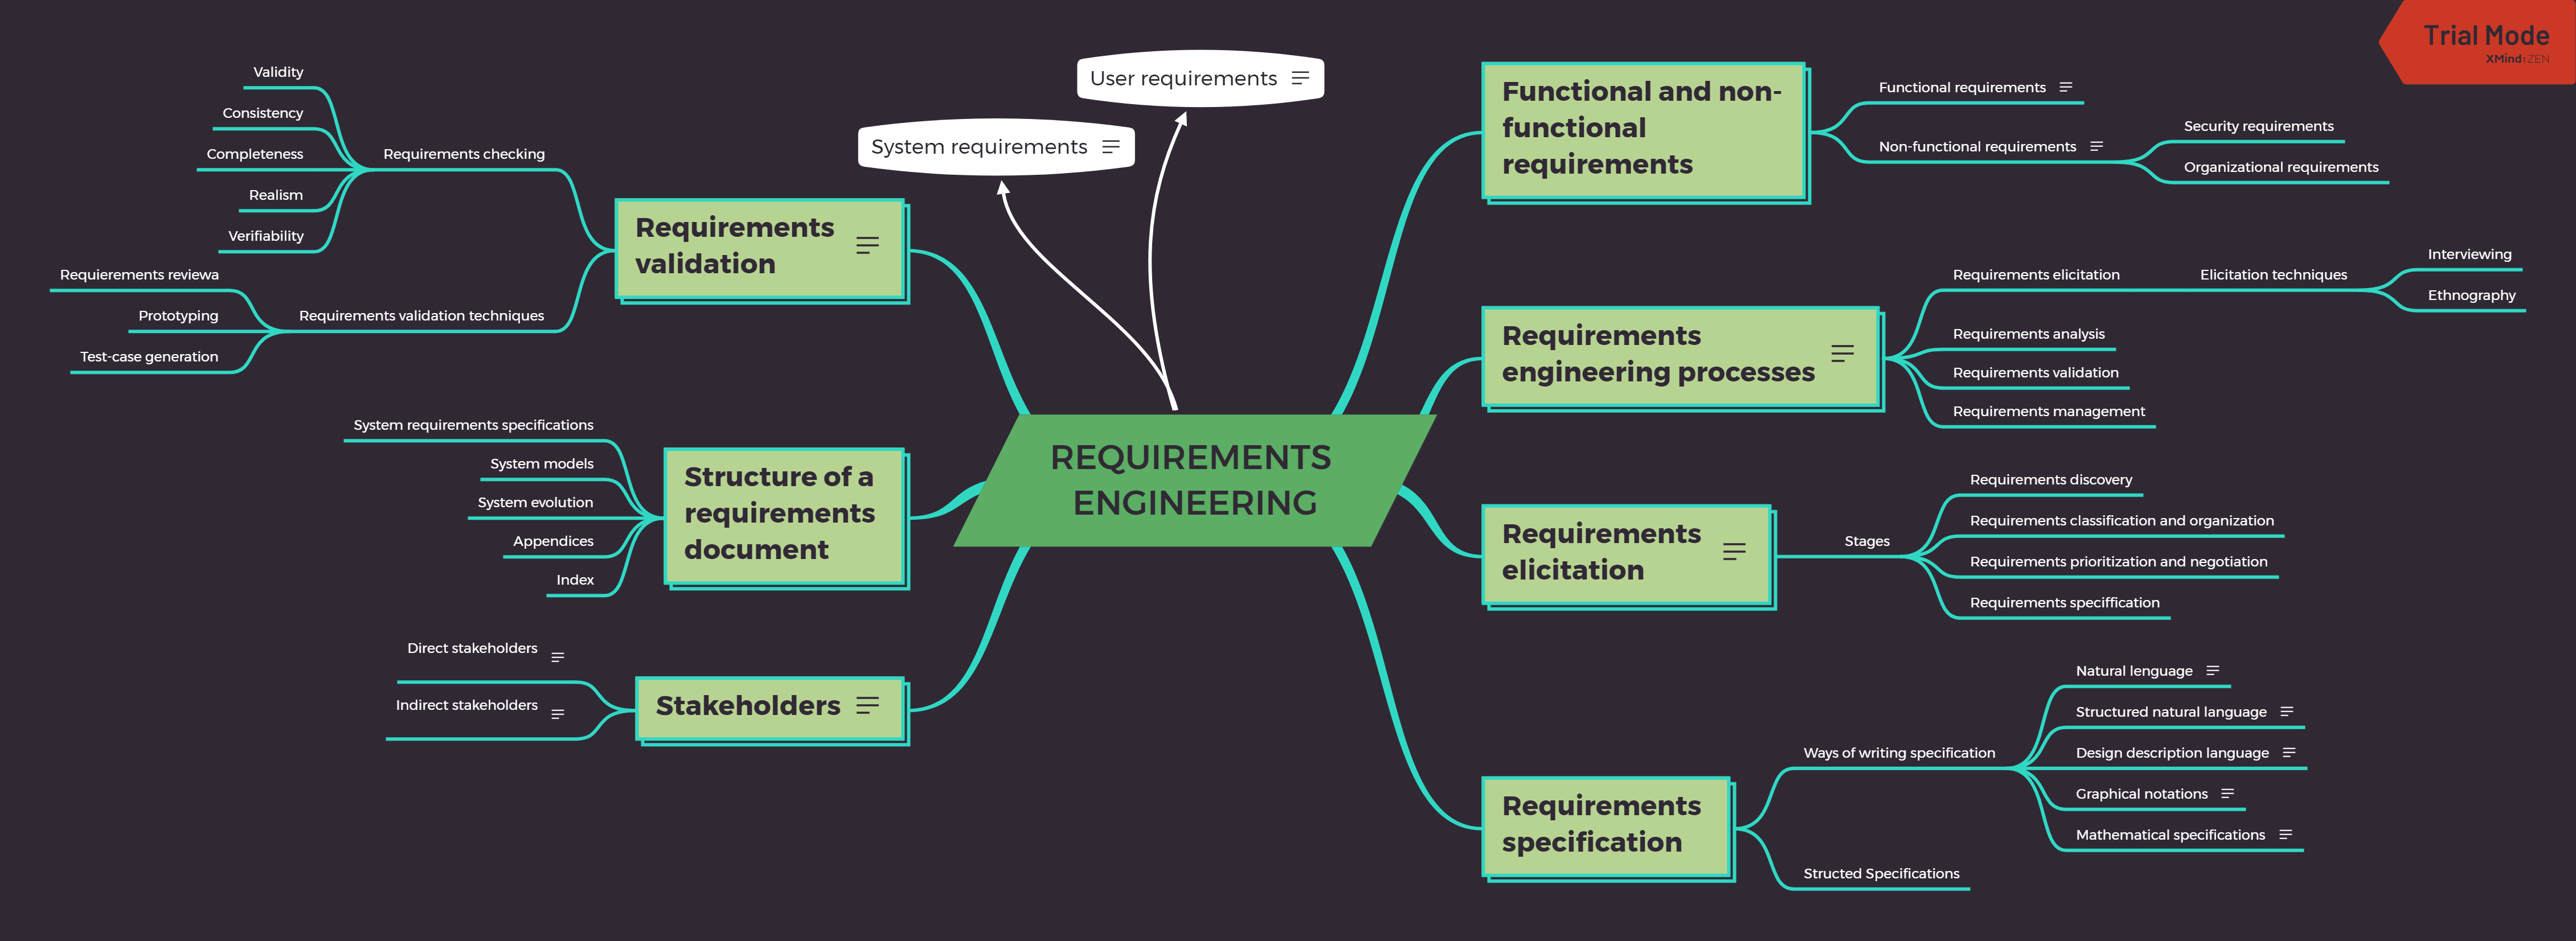 Trial Mode
XMind:ZEN
User requirements
System requirements
REQUIREMENTS
ENGINEERING
Requirements
validation
Requirements checking
Validity
Consistency
Completeness
Realism
Verifiability
Requirements validation techniques
Requierements reviewa
Prototyping
Test-case generation
Structure of a
requirements
document
System requirements specifications
System models
System evolution
Appendices
Index
Stakeholders
Direct stakeholders
Indirect stakeholders
Functional and non-
functional
requirements
Functional requirements
Non-functional requirements
Security requirements
Organizational requirements
Requirements
engineering processes
Requirements elicitation
Elicitation techniques
Interviewing
Ethnography
Requirements analysis
Requirements validation
Requirements management
Requirements
elicitation
Stages
Requirements discovery
Requirements classification and organization
Requirements prioritization and negotiation
Requirements speciffication
Requirements
specification
Ways of writing specification
Natural lenguage
Structured natural language
Design description language
Graphical notations
Mathematical specifications
Structed Specifications